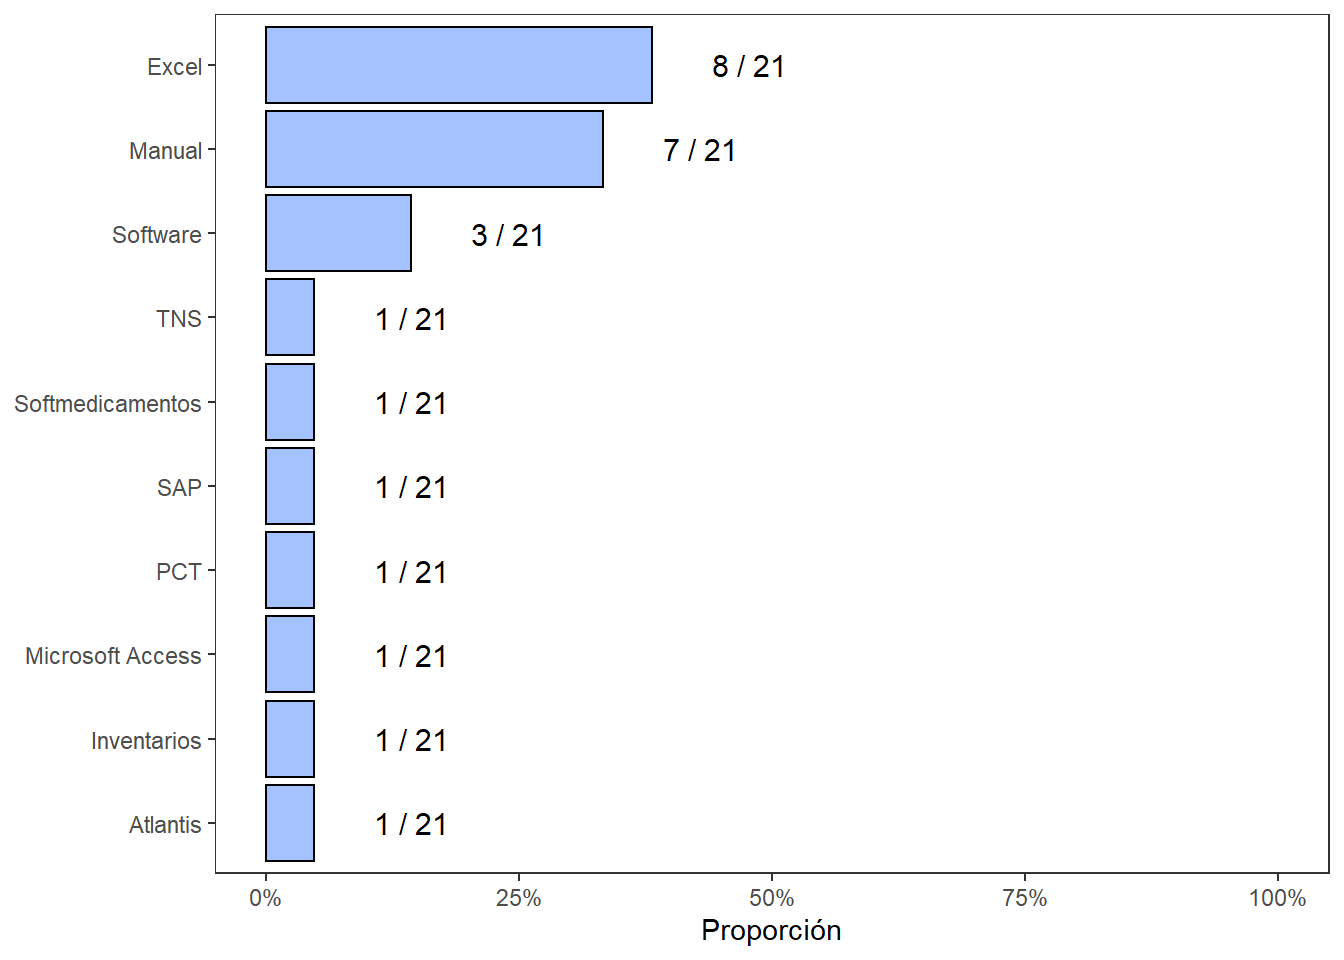 Excel 8 / 21
Manual 7 / 21
Software 3 / 21
TNS 1 / 21
Softmedicamentos 1 / 21
SAP 1 / 21
PCT 1 / 21
Microsoft Access 1 / 21
Inventarios 1 / 21
Atlantis 1 / 21
0% 25% 50% 75% 100%
Proporción